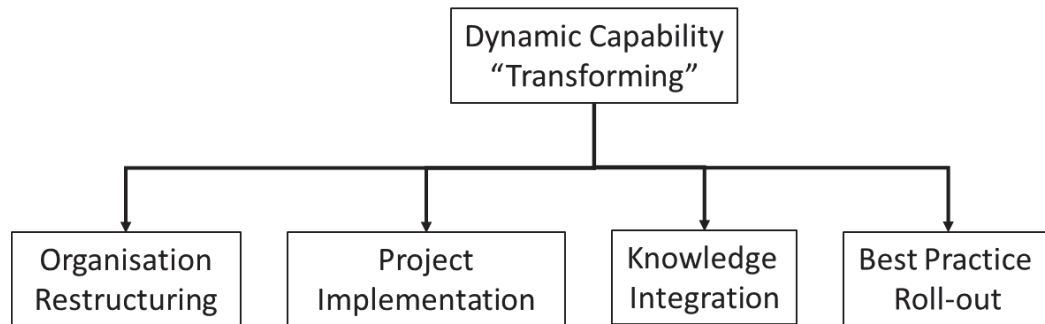 Dynamic Capability
“Transforming”
Organisation
Restructuring
Project
Implementation
Knowledge
Integration
Best Practice
Roll-out